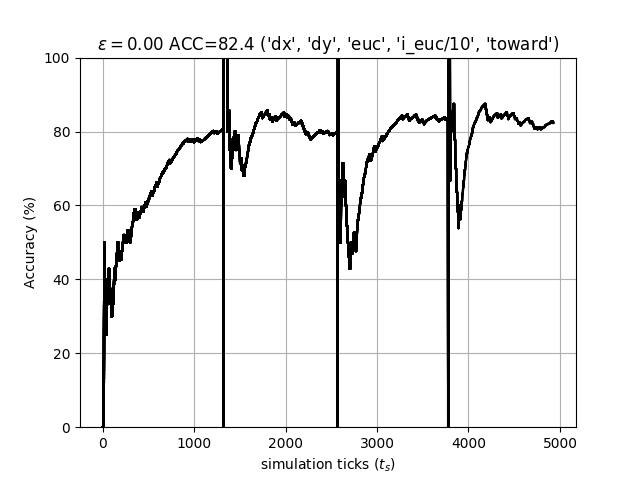 ε = 0.00 ACC=82.4 ('dx', 'dy', 'euc', 'i_euc/10', 'toward')
100
80
60
40
20
0
Accuracy (%)
0 1000 2000 3000 4000 5000
simulation ticks (tₛ)